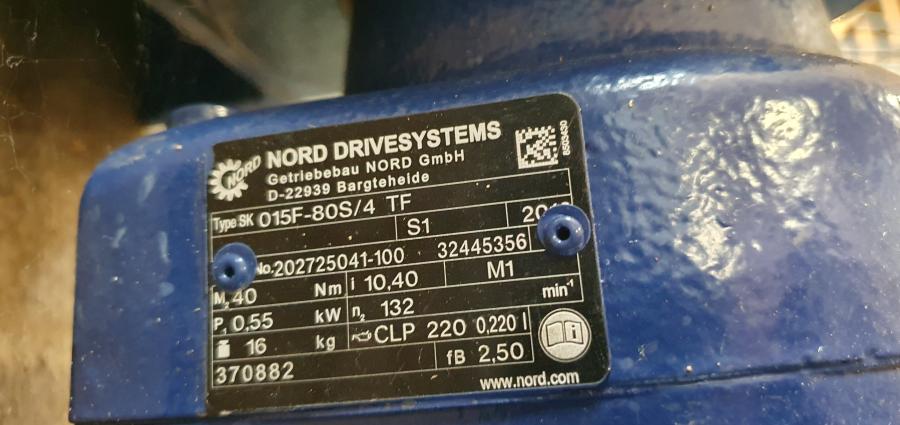 NORD
NORD DRIVESYSTEMS
Getriebebau NORD GmbH
D-22939 Bargteheide
8503430
Type SK 015F-80S/4 TF
S1
No. 202725041-100 32445356
M₂ 40 Nm i 10,40 M1
P₁ 0,55 kW n₂ 132 min⁻¹
16 kg CLP 220 0,220 l
370882 fB 2,50
www.nord.com